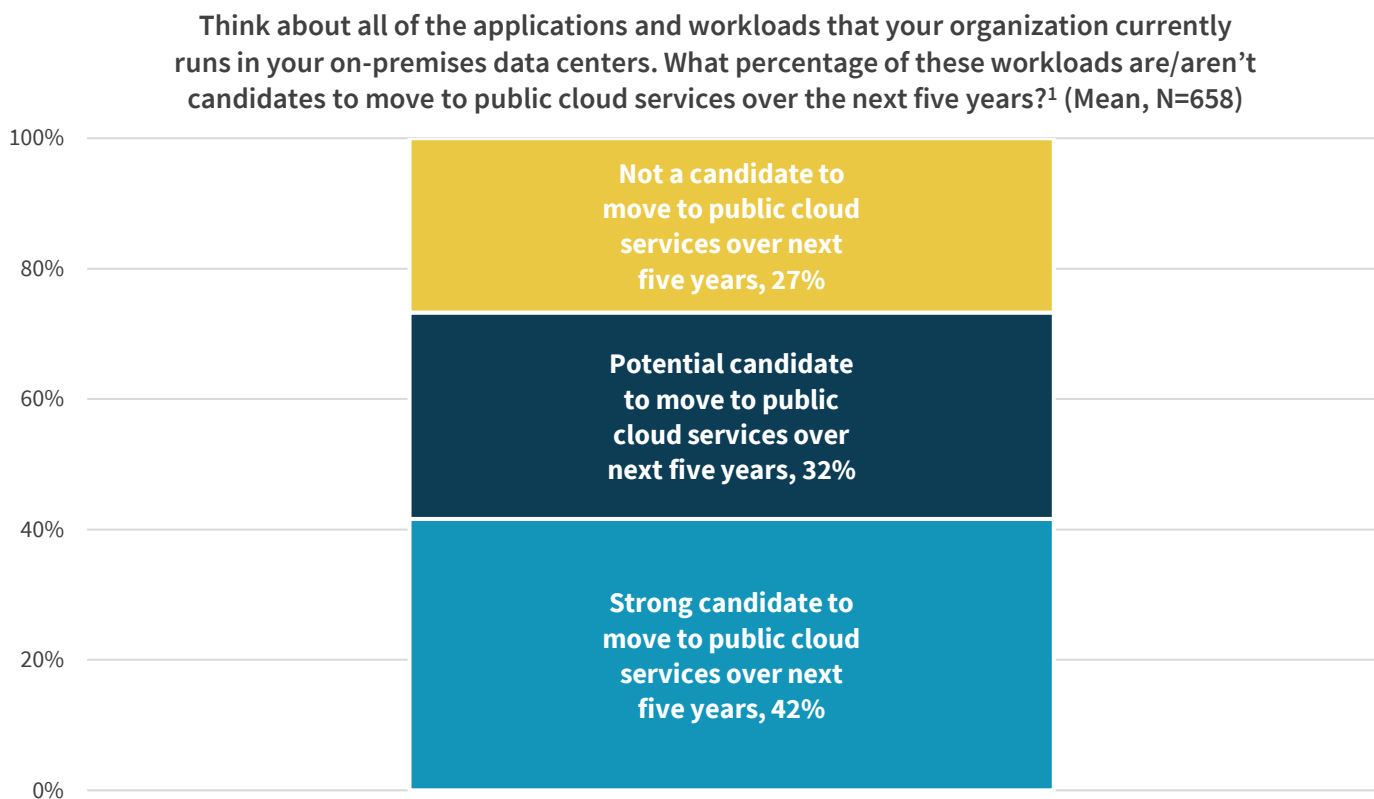 Think about all of the applications and workloads that your organization currently
runs in your on-premises data centers. What percentage of these workloads are/aren’t
candidates to move to public cloud services over the next five years?¹ (Mean, N=658)
100%
Not a candidate to
move to public cloud
services over next
five years, 27%
80%
Potential candidate
to move to public
cloud services over
next five years, 32%
60%
40%
Strong candidate to
move to public cloud
services over next
five years, 42%
20%
0%